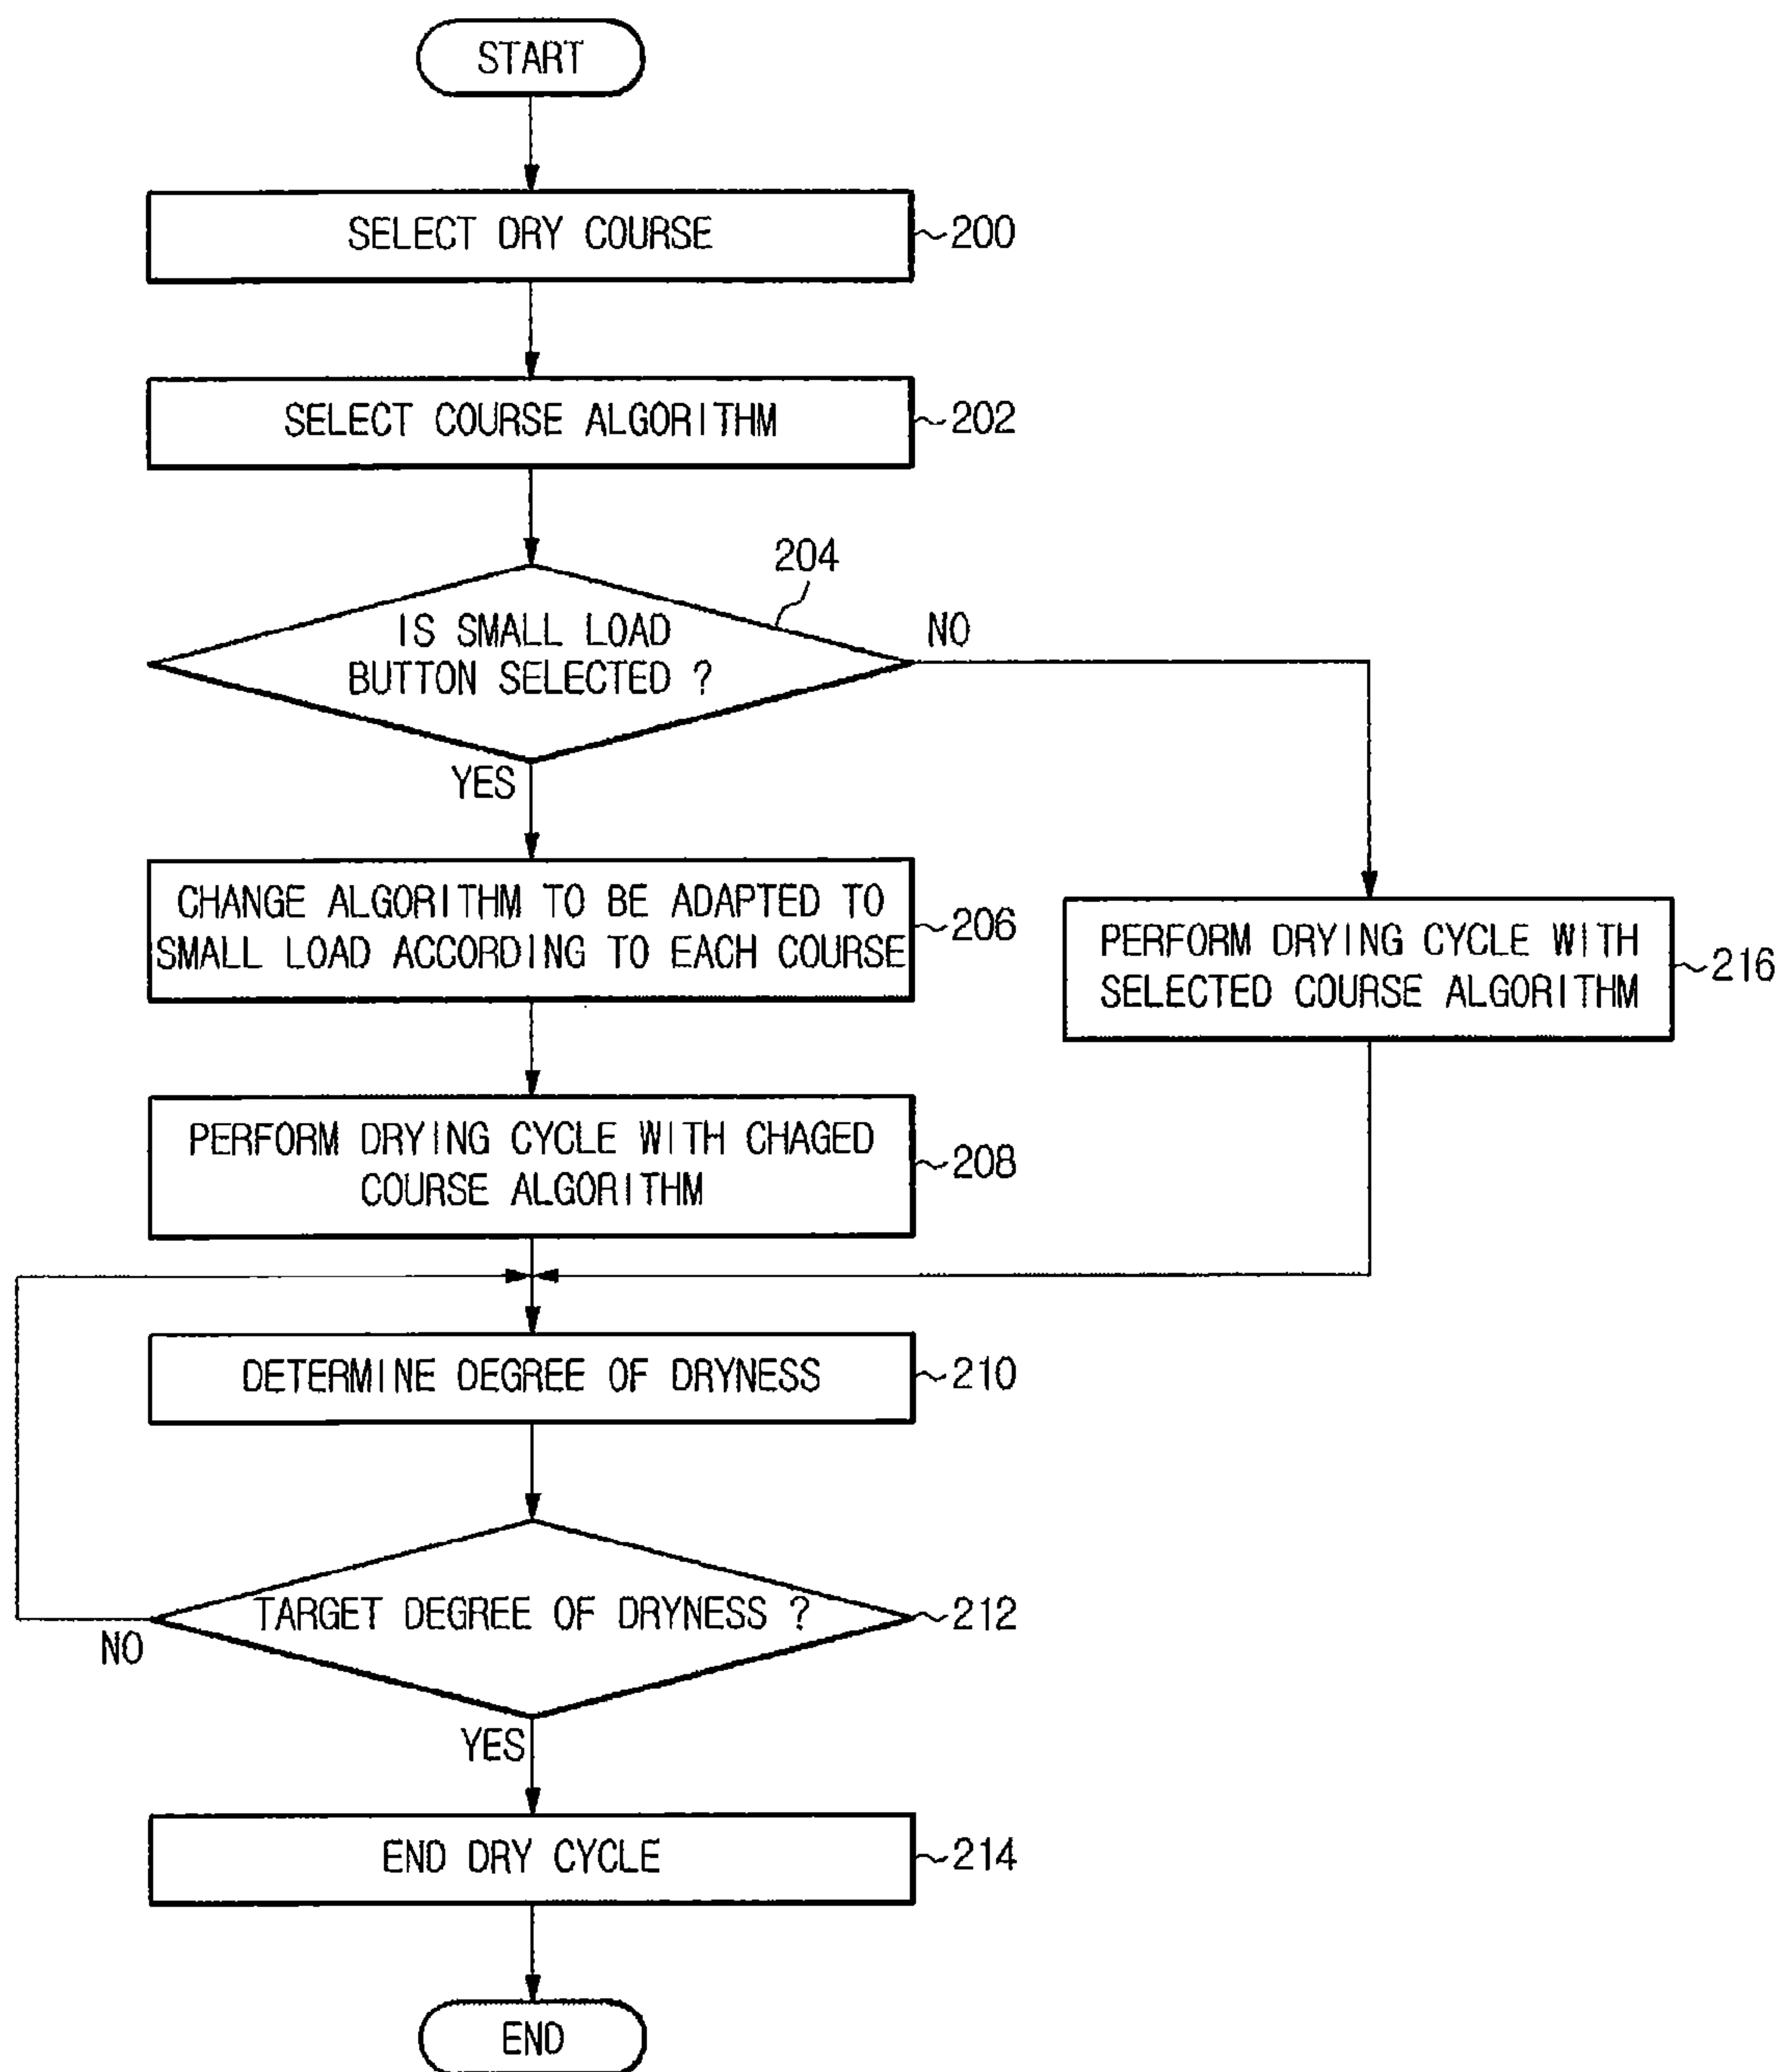 START
SELECT DRY COURSE
200
SELECT COURSE ALGORITHM
202
204
IS SMALL LOAD
BUTTON SELECTED ?
NO
YES
CHANGE ALGORITHM TO BE ADAPTED TO
SMALL LOAD ACCORDING TO EACH COURSE
206
PERFORM DRYING CYCLE WITH
SELECTED COURSE ALGORITHM
216
PERFORM DRYING CYCLE WITH CHAGED
COURSE ALGORITHM
208
DETERMINE DEGREE OF DRYNESS
210
TARGET DEGREE OF DRYNESS ?
212
NO
YES
END DRY CYCLE
214
END